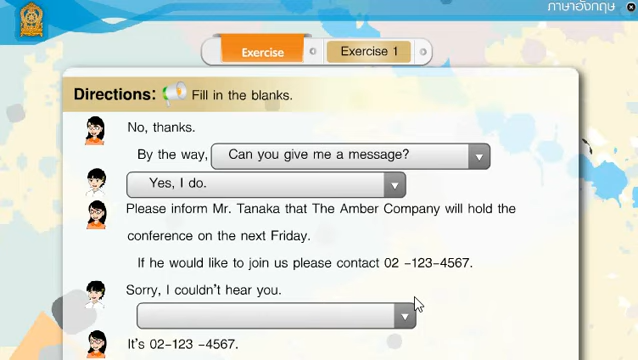 ภาษาอังกฤษ
Exercise
Exercise 1
Directions: Fill in the blanks.
No, thanks.
By the way, Can you give me a message?
Yes, I do.
Please inform Mr. Tanaka that The Amber Company will hold the
conference on the next Friday.
If he would like to join us please contact 02 -123-4567.
Sorry, I couldn't hear you.
It's 02-123 -4567.